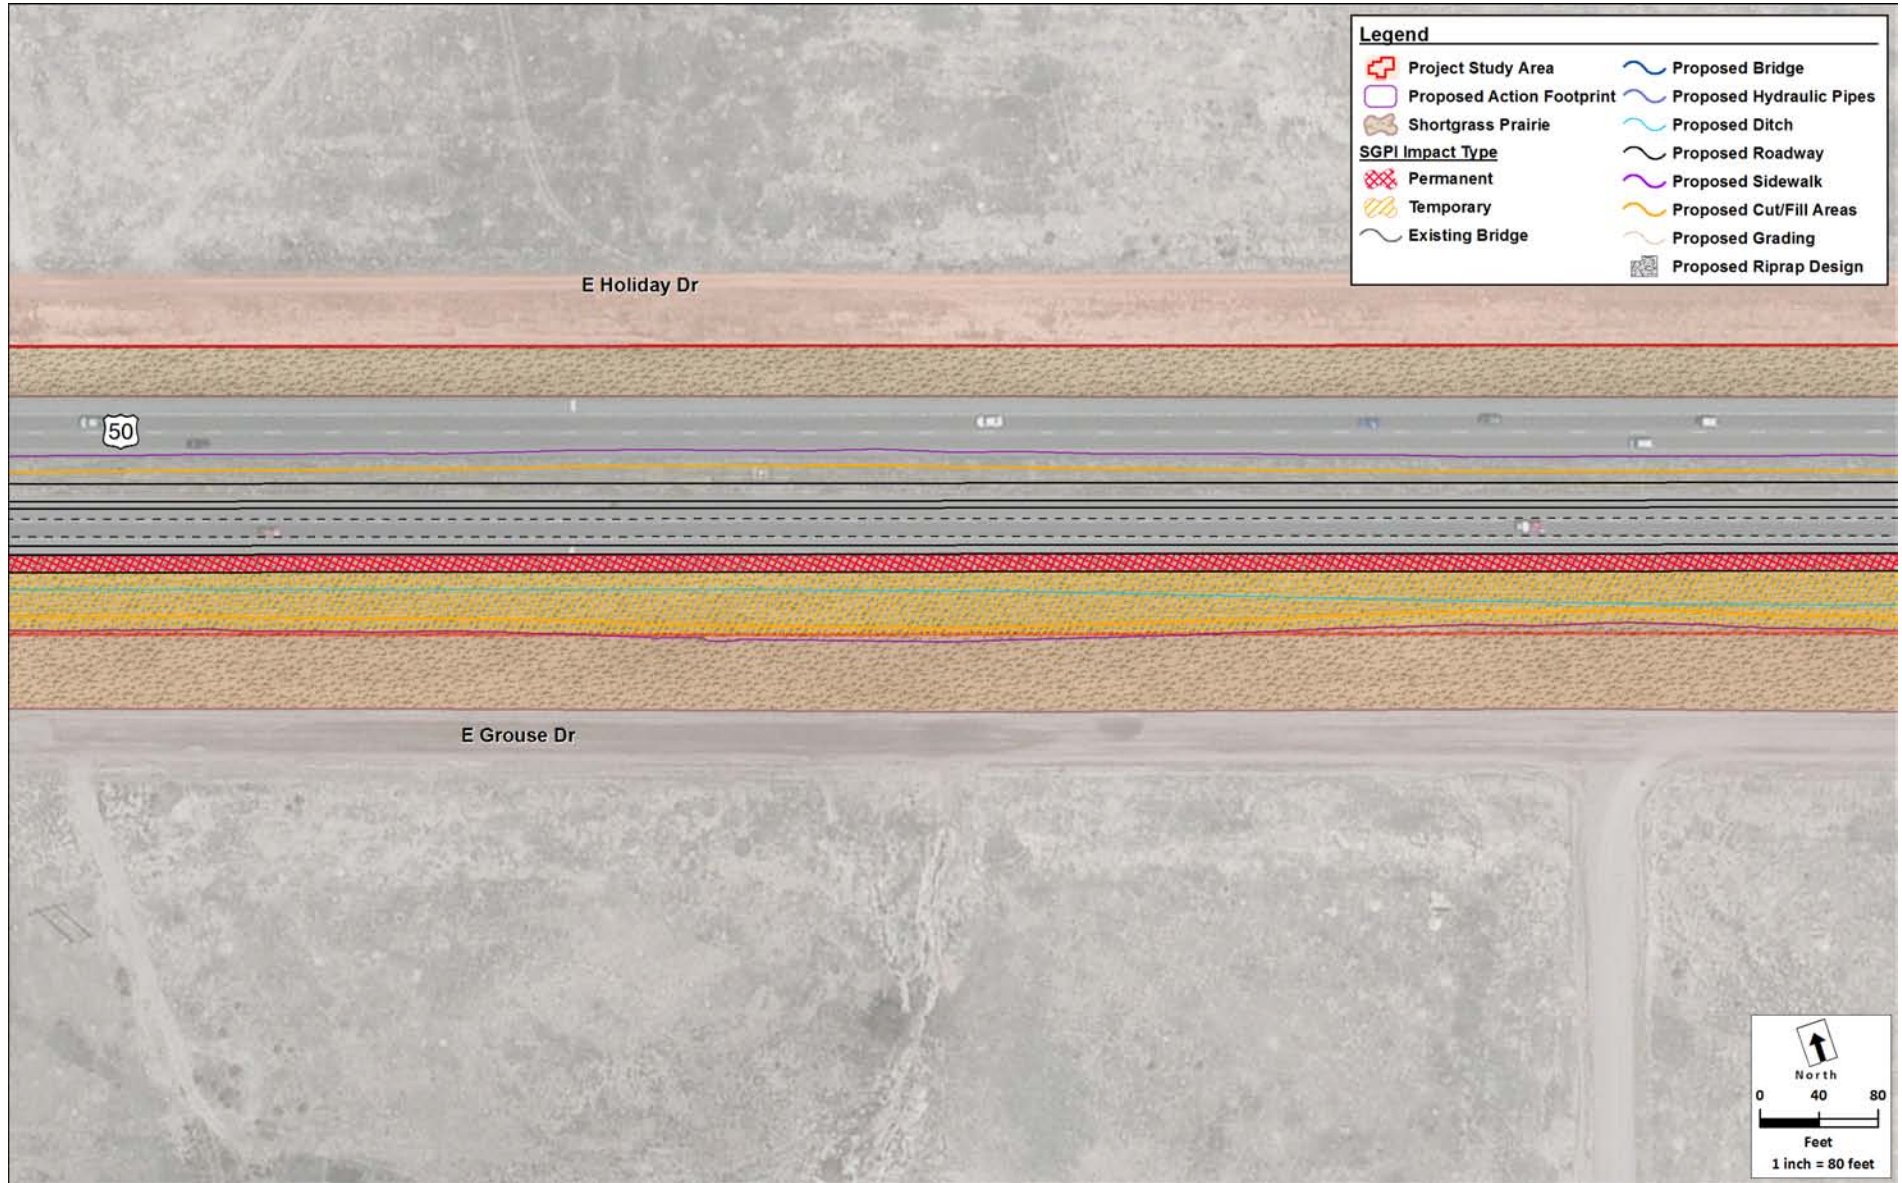 Legend
Project Study Area
Proposed Action Footprint
Shortgrass Prairie
SGPI Impact Type
Permanent
Temporary
Existing Bridge
Proposed Bridge
Proposed Hydraulic Pipes
Proposed Ditch
Proposed Roadway
Proposed Sidewalk
Proposed Cut/Fill Areas
Proposed Grading
Proposed Riprap Design
E Holiday Dr
50
E Grouse Dr
North
0 40 80
Feet
1 inch = 80 feet